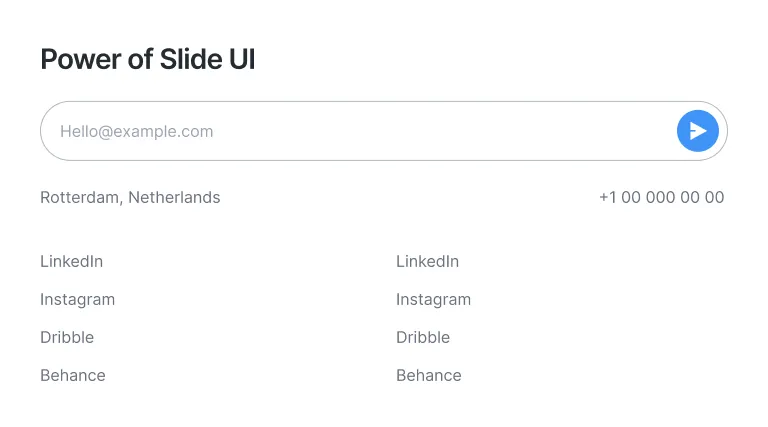 Power of Slide UI
Hello@example.com
Rotterdam, Netherlands +1 00 000 00 00
LinkedIn LinkedIn
Instagram Instagram
Dribble Dribble
Behance Behance